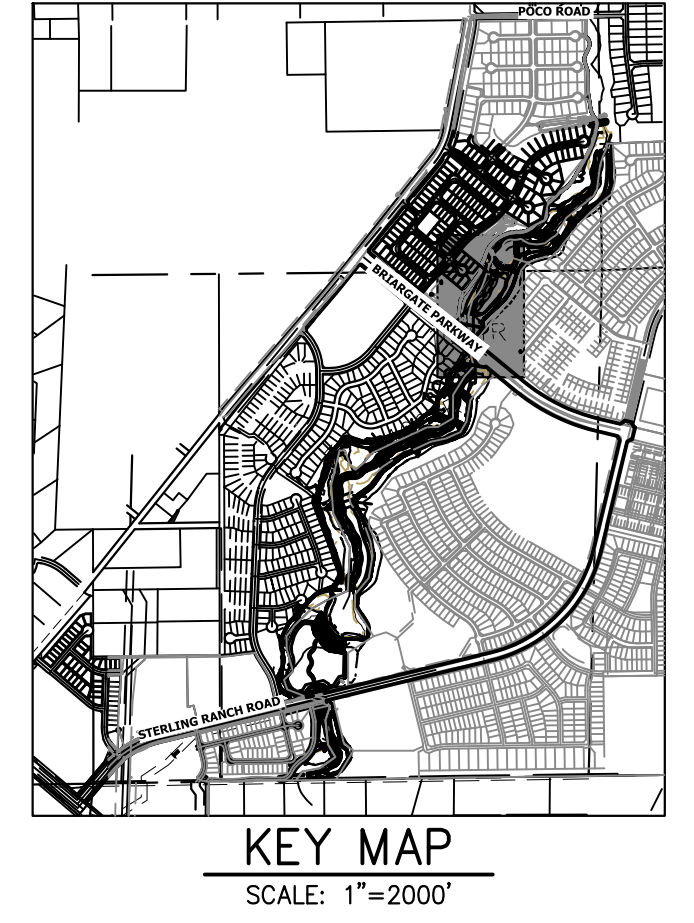 POCO ROAD
BRIARGATE PARKWAY
R
STERLING RANCH ROAD
KEY MAP
SCALE: 1"=2000'